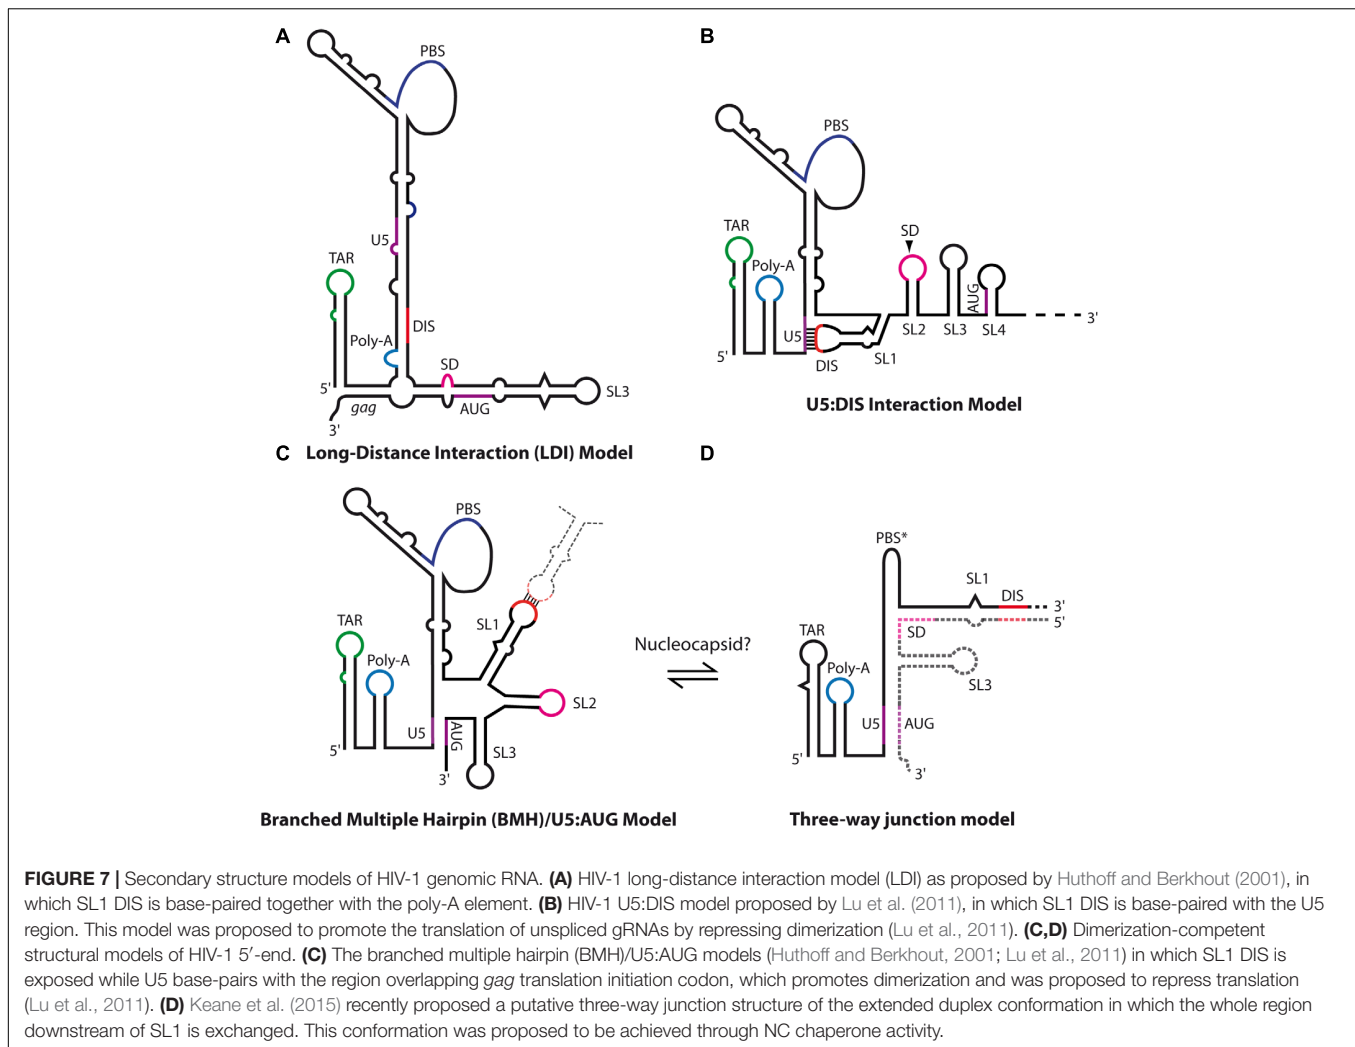 A
PBS
U5
TAR
DIS
Poly-A
SD
5'
gag
AUG
SL3
3'
Long-Distance Interaction (LDI) Model
B
PBS
TAR
SD
Poly-A
AUG
U5
5'
DIS
SL1
SL2
SL3
SL4
3'
U5:DIS Interaction Model
C
PBS
SL1
TAR
Poly-A
SL2
U5
AUG
5'
SL3
3'
Branched Multiple Hairpin (BMH)/U5:AUG Model
Nucleocapsid?
D
PBS*
SL1
DIS
3'
5'
SD
TAR
Poly-A
SL3
U5
AUG
5'
3'
Three-way junction model
FIGURE 7 | Secondary structure models of HIV-1 genomic RNA. (A) HIV-1 long-distance interaction model (LDI) as proposed by Huthoff and Berkhout (2001), in
which SL1 DIS is base-paired together with the poly-A element. (B) HIV-1 U5:DIS model proposed by Lu et al. (2011), in which SL1 DIS is base-paired with the U5
region. This model was proposed to promote the translation of unspliced gRNAs by repressing dimerization (Lu et al., 2011). (C,D) Dimerization-competent
structural models of HIV-1 5′-end. (C) The branched multiple hairpin (BMH)/U5:AUG models (Huthoff and Berkhout, 2001; Lu et al., 2011) in which SL1 DIS is
exposed while U5 base-pairs with the region overlapping gag translation initiation codon, which promotes dimerization and was proposed to repress translation
(Lu et al., 2011). (D) Keane et al. (2015) recently proposed a putative three-way junction structure of the extended duplex conformation in which the whole region
downstream of SL1 is exchanged. This conformation was proposed to be achieved through NC chaperone activity.